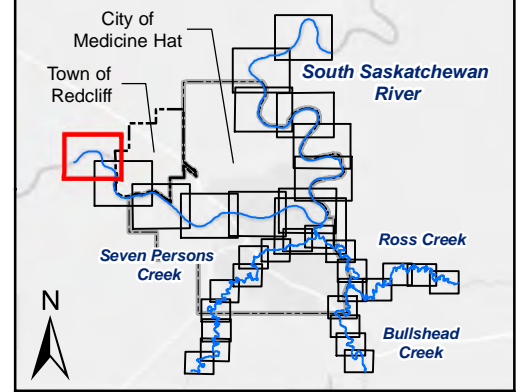 City of
Medicine Hat
Town of
Redcliff
South Saskatchewan
River
Seven Persons
Creek
Ross Creek
Bullshead
Creek
N